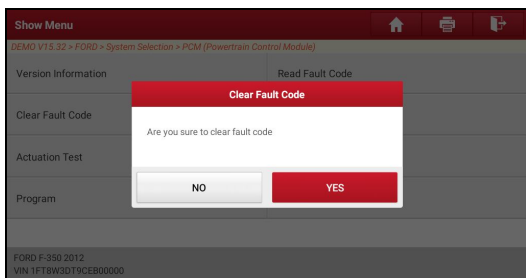 Show Menu
DEMO V15.32 > FORD > System Selection > PCM (Powertrain Control Module)
Version Information
Read Fault Code
Clear Fault Code
Clear Fault Code
Are you sure to clear fault code
Actuation Test
NO
YES
Program
FORD F-350 2012
VIN 1FT8W3DT9CEB00000